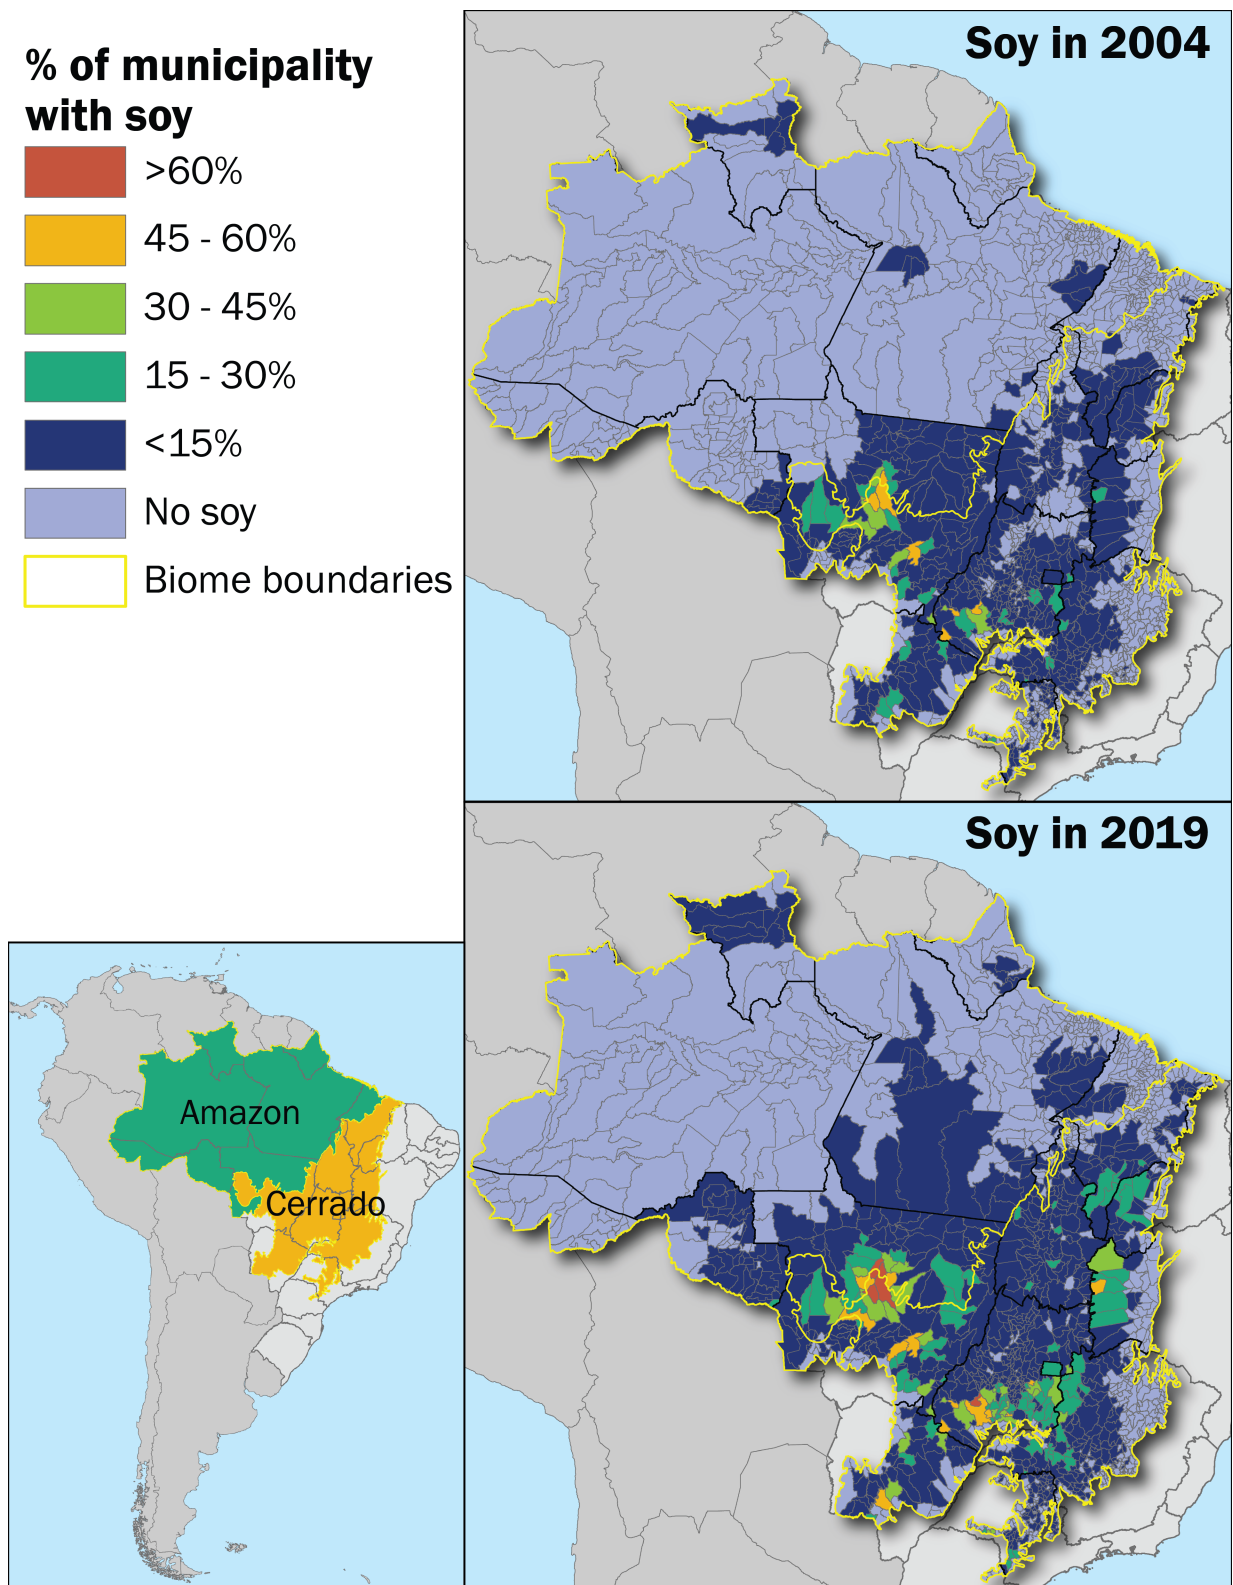 % of municipality
with soy
>60%
45 - 60%
30 - 45%
15 - 30%
<15%
No soy
Biome boundaries
Soy in 2004
Soy in 2019
Amazon
Cerrado